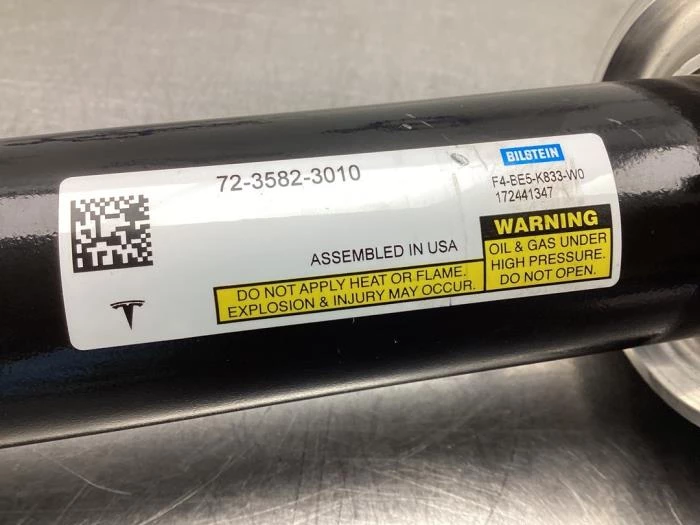 72-3582-3010
BILSTEIN
F4-BE5-K833-W0
172441347
ASSEMBLED IN USA
DO NOT APPLY HEAT OR FLAME.
EXPLOSION & INJURY MAY OCCUR.
WARNING
OIL & GAS UNDER
HIGH PRESSURE.
DO NOT OPEN.